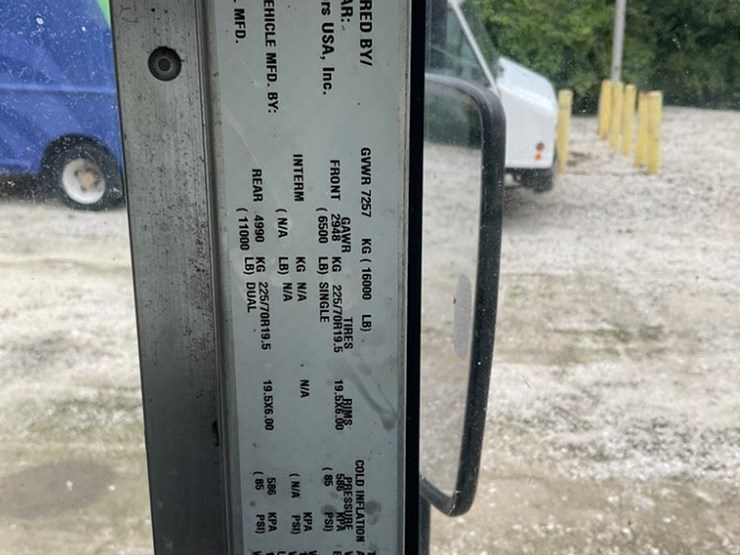 RED BY/ GVWR 7257 KG ( 16000 LB)
AR: GAWR TIRES RIMS COLD INFLATION PRESSURE
rs USA, Inc. FRONT 2948 KG 225/70R19.5 19.5X6.00 586 KPA
( 6500 LB) SINGLE ( 85 PSI)
INTERM KG N/A N/A KPA
EHICLE MFD. BY: ( N/A LB) N/A ( N/A PSI)
. MFD. REAR 4990 KG 225/70R19.5 19.5X6.00 586 KPA
( 11000 LB) DUAL ( 85 PSI)